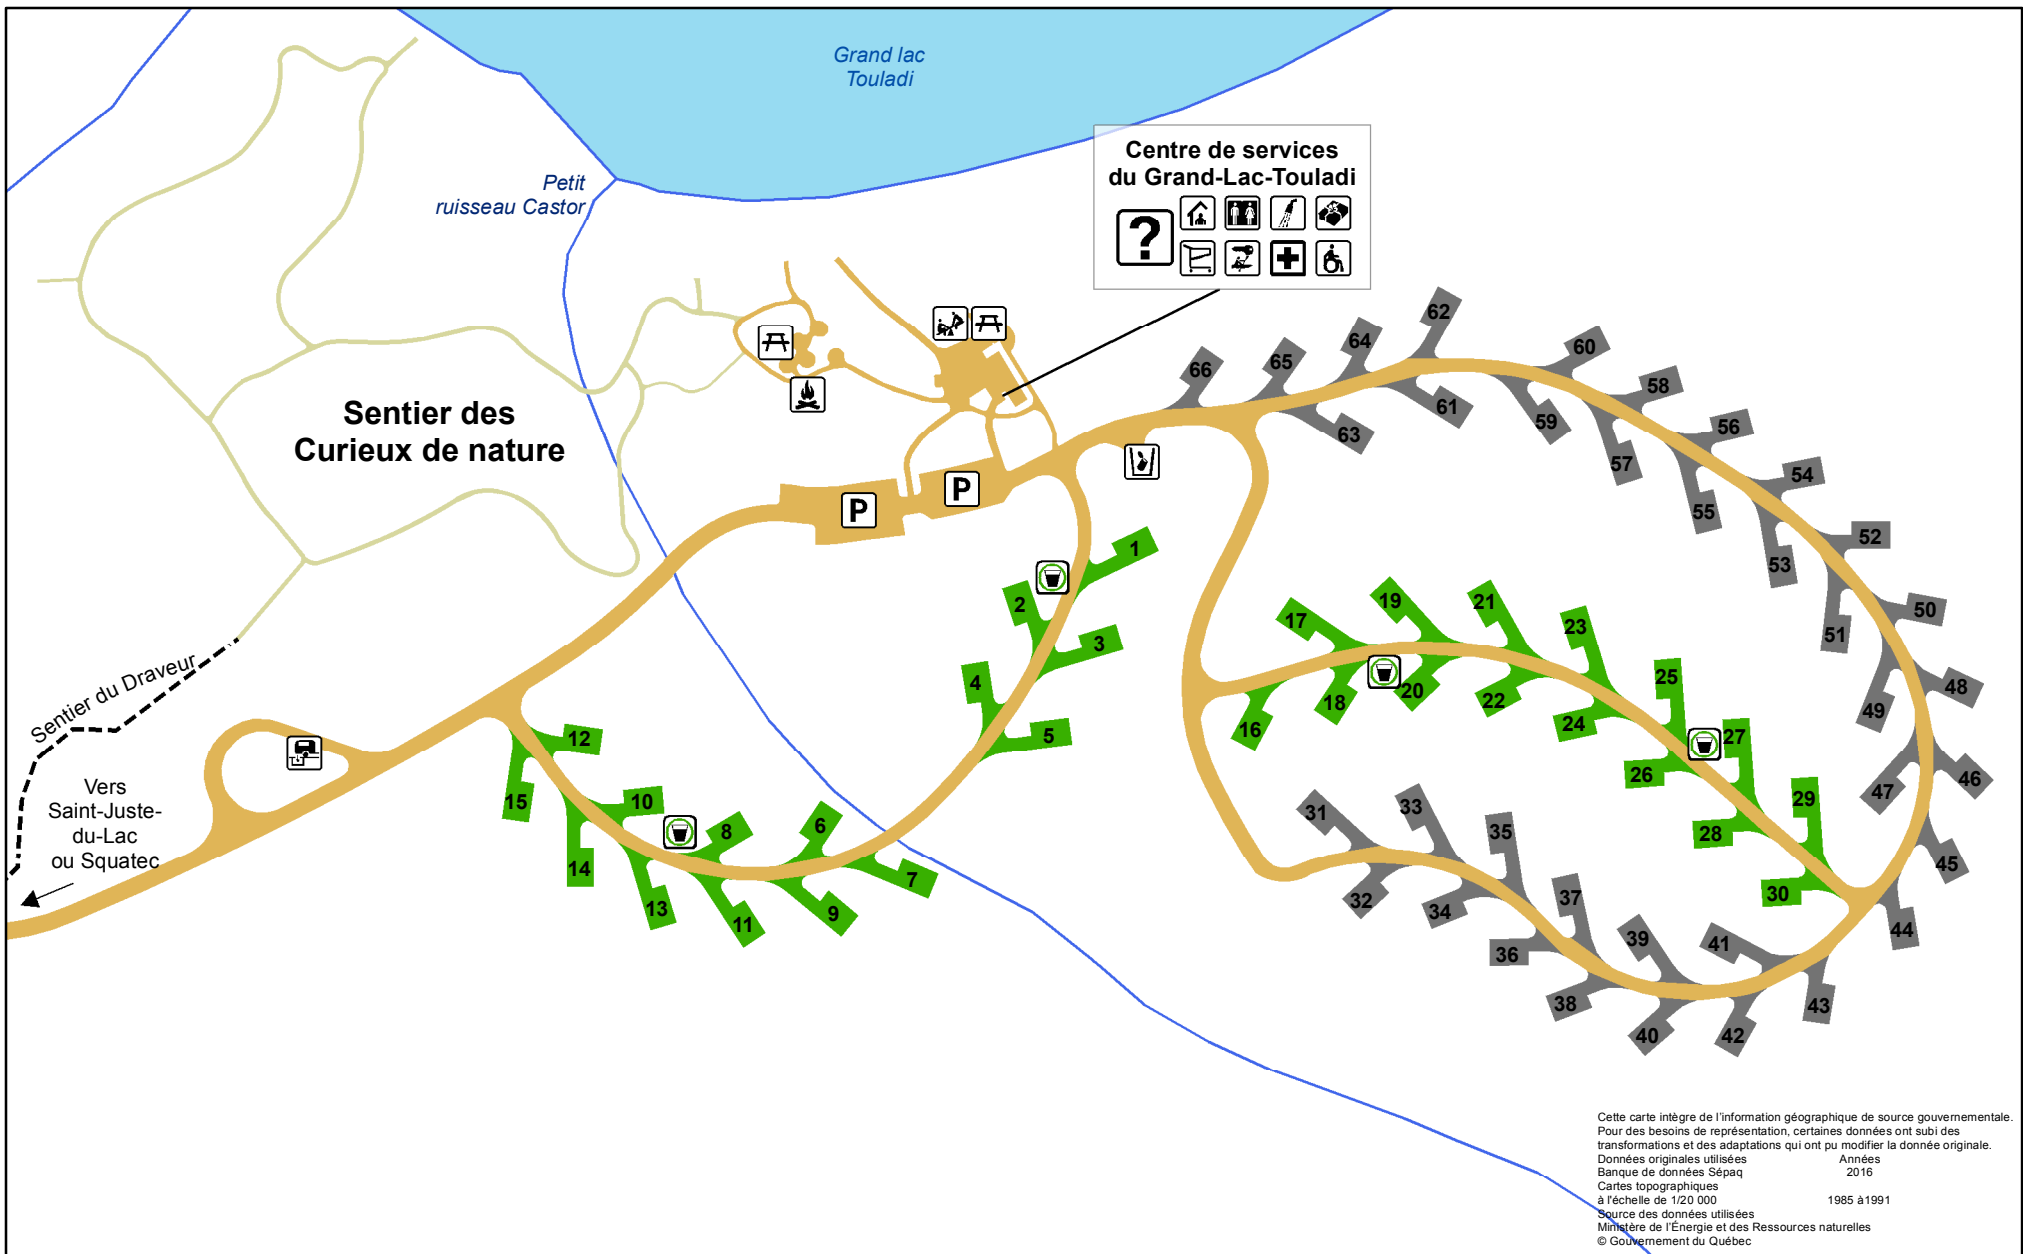 Grand lac
Touladi
Centre de services
du Grand-Lac-Touladi
?
Petit
ruisseau Castor
Sentier des
Curieux de nature
P
P
Sentier du Draveur
Vers
Saint-Juste-
du-Lac
ou Squatec
1
2
3
4
5
6
7
8
9
10
11
12
13
14
15
16
17
18
19
20
21
22
23
24
25
26
27
28
29
30
31
32
33
34
35
36
37
38
39
40
41
42
43
44
45
46
47
48
49
50
51
52
53
54
55
56
57
58
59
60
61
62
63
64
65
66
Cette carte intègre de l'information géographique de source gouvernementale.
Pour des besoins de représentation, certaines données ont subi des
transformations et des adaptations qui ont pu modifier la donnée originale.
Données originales utilisées Années
Banque de données Sépaq 2016
Cartes topographiques
à l'échelle de 1/20 000 1985 à1991
Source des données utilisées
Ministère de l'Énergie et des Ressources naturelles
© Gouvernement du Québec